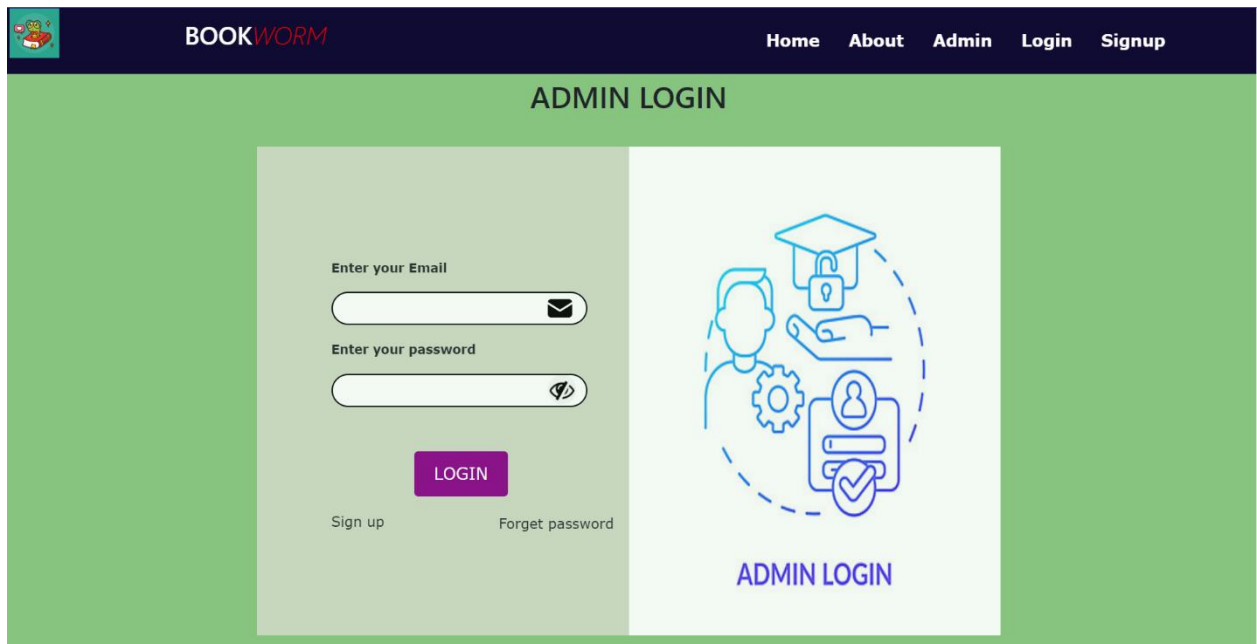 BOOKWORM
Home About Admin Login Signup
ADMIN LOGIN
Enter your Email
Enter your password
LOGIN
Sign up Forget password
ADMIN LOGIN